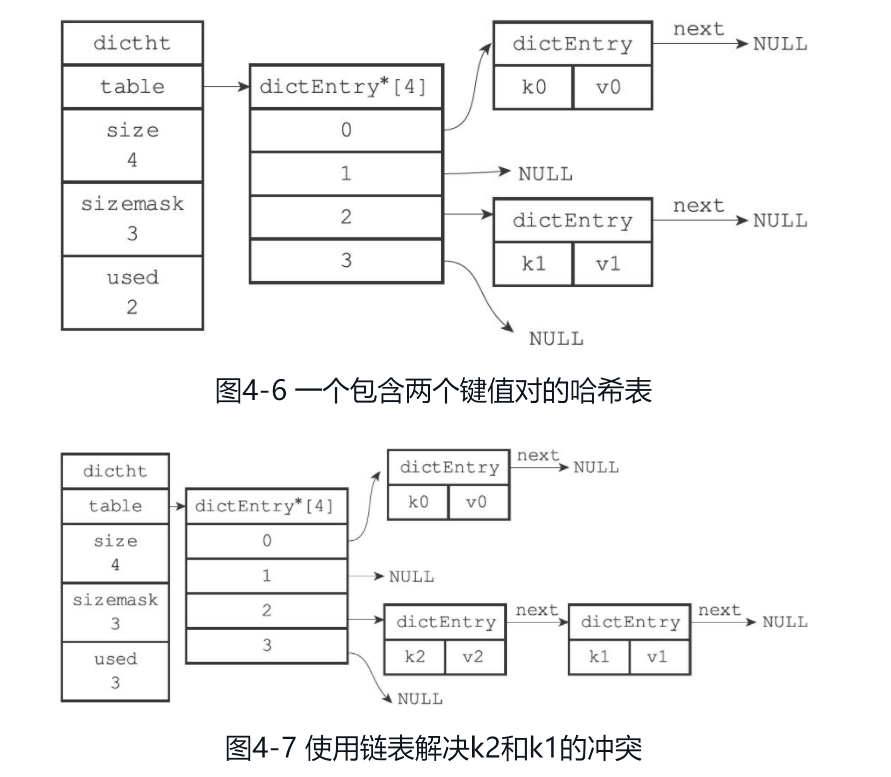 dictht
table
size
4
sizemask
3
used
2
dictEntry*[4]
0
1
2
3
dictEntry
k0 v0
next
NULL
NULL
dictEntry
k1 v1
next
NULL
NULL
图4-6 一个包含两个键值对的哈希表
dictht
table
size
4
sizemask
3
used
3
dictEntry*[4]
0
1
2
3
dictEntry
k0 v0
next
NULL
NULL
dictEntry
k2 v2
next
dictEntry
k1 v1
next
NULL
NULL
图4-7 使用链表解决k2和k1的冲突